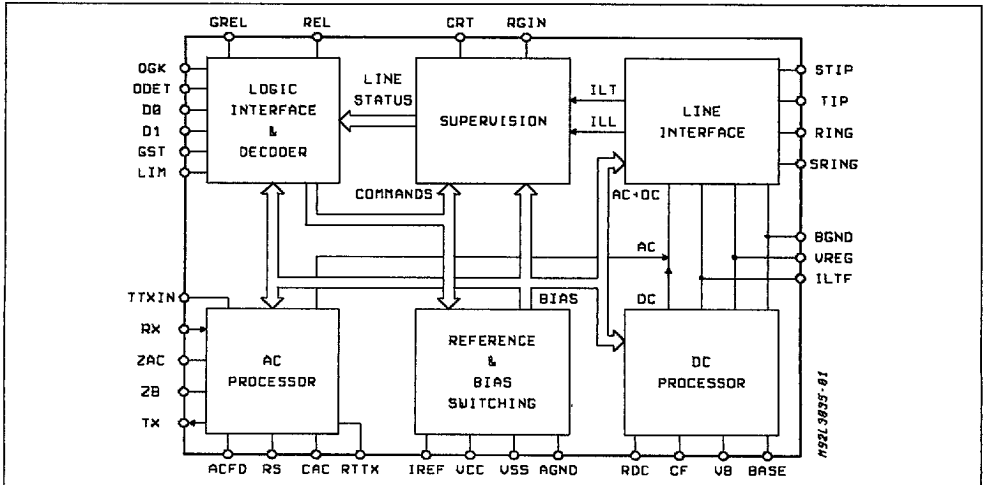 GREL REL CRT RGIN
OGK
ODET
D0
D1
GST
LIM
LOGIC
INTERFACE
&
DECODER
LINE
STATUS
SUPERVISION
ILT
ILL
LINE
INTERFACE
STIP
TIP
RING
SRING
COMMANDS
AC+DC
AC
BIAS
DC
BGND
VREG
ILTF
TTXIN
RX
ZAC
ZB
TX
AC
PROCESSOR
REFERENCE
&
BIAS
SWITCHING
DC
PROCESSOR
ACFD RS CAC RTTX IREF VCC VSS AGND RDC CF VB BASE
M92L3095-01